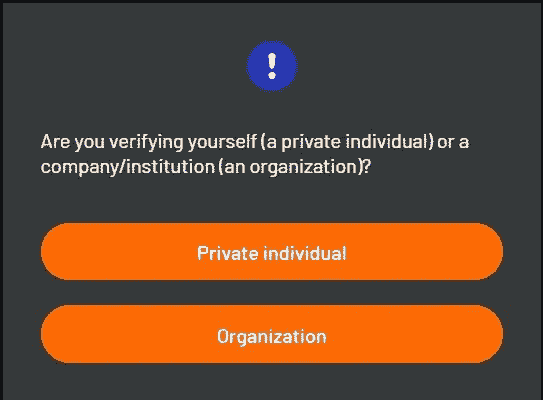 !
Are you verifying yourself (a private individual) or a
company/institution (an organization)?
Private individual
Organization